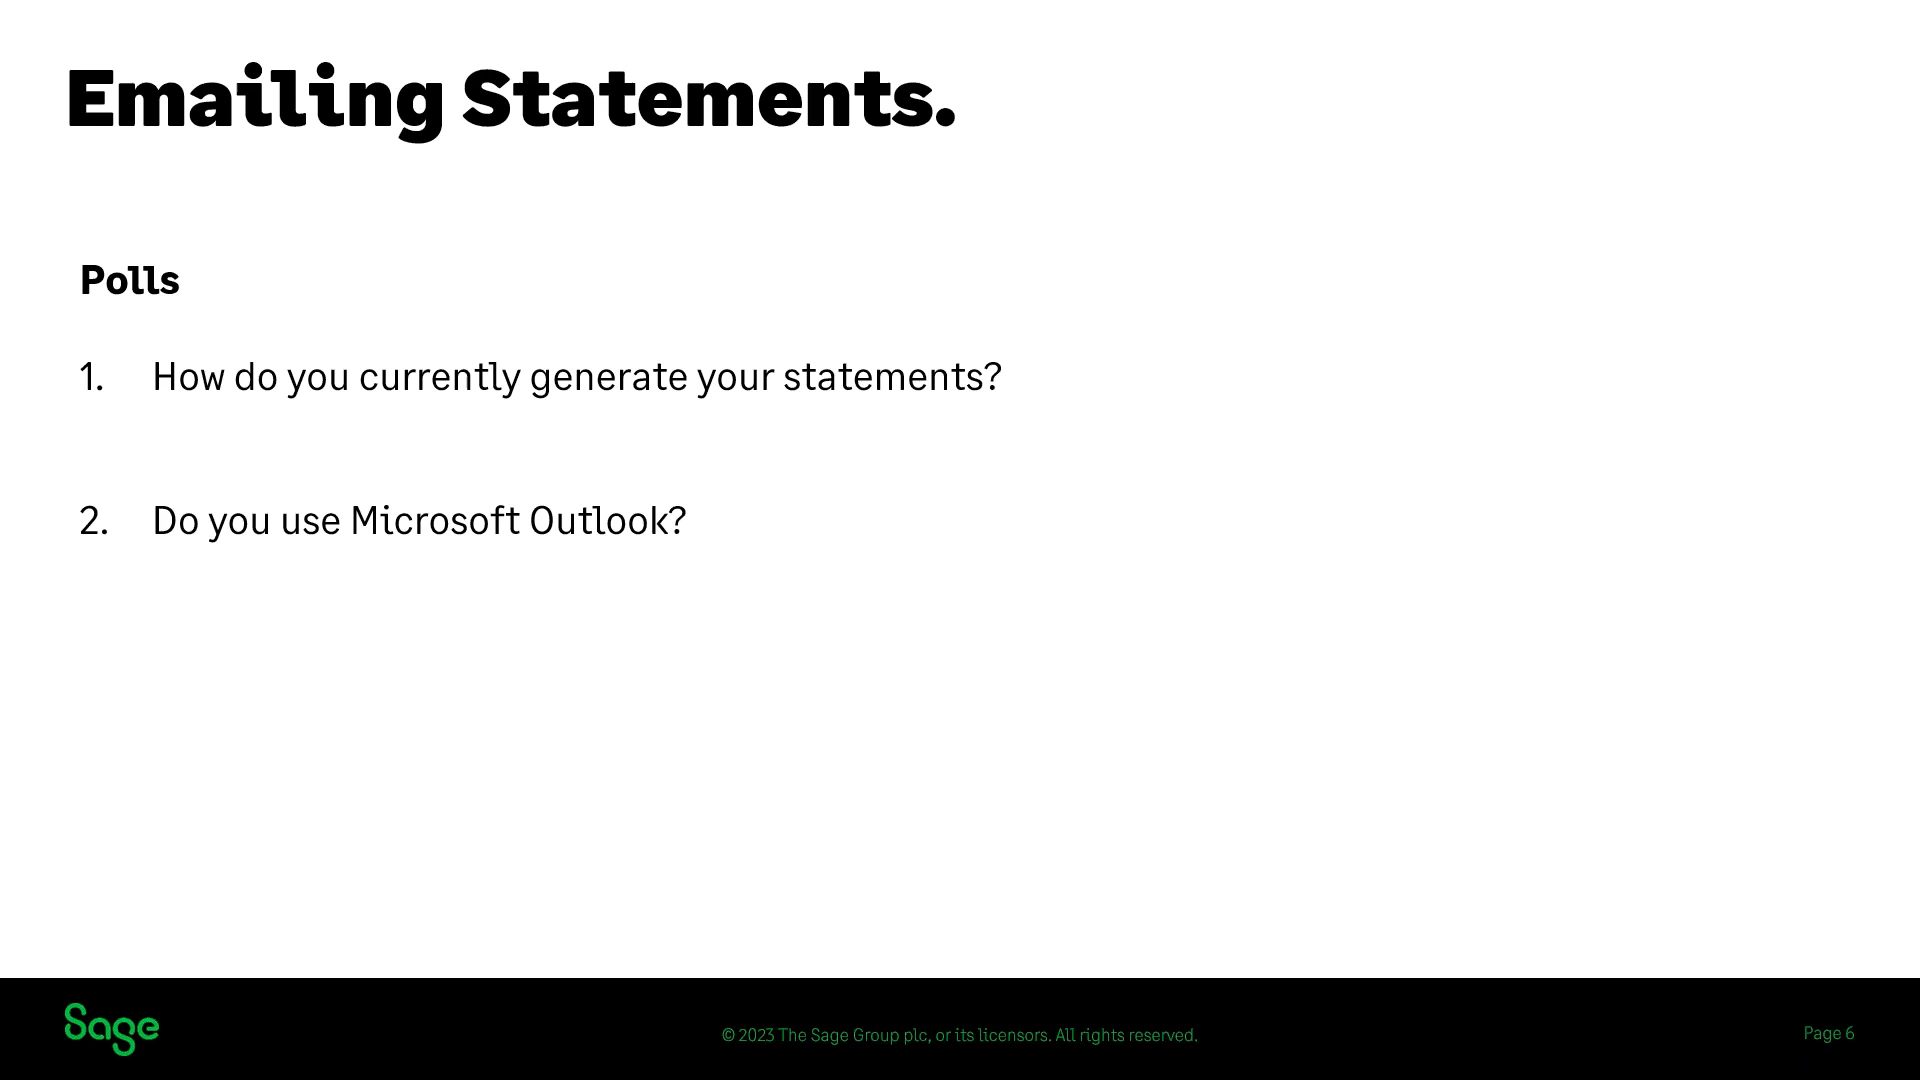 Emailing Statements.
Polls
1. How do you currently generate your statements?
2. Do you use Microsoft Outlook?
Sage
© 2023 The Sage Group plc, or its licensors. All rights reserved.
Page 6